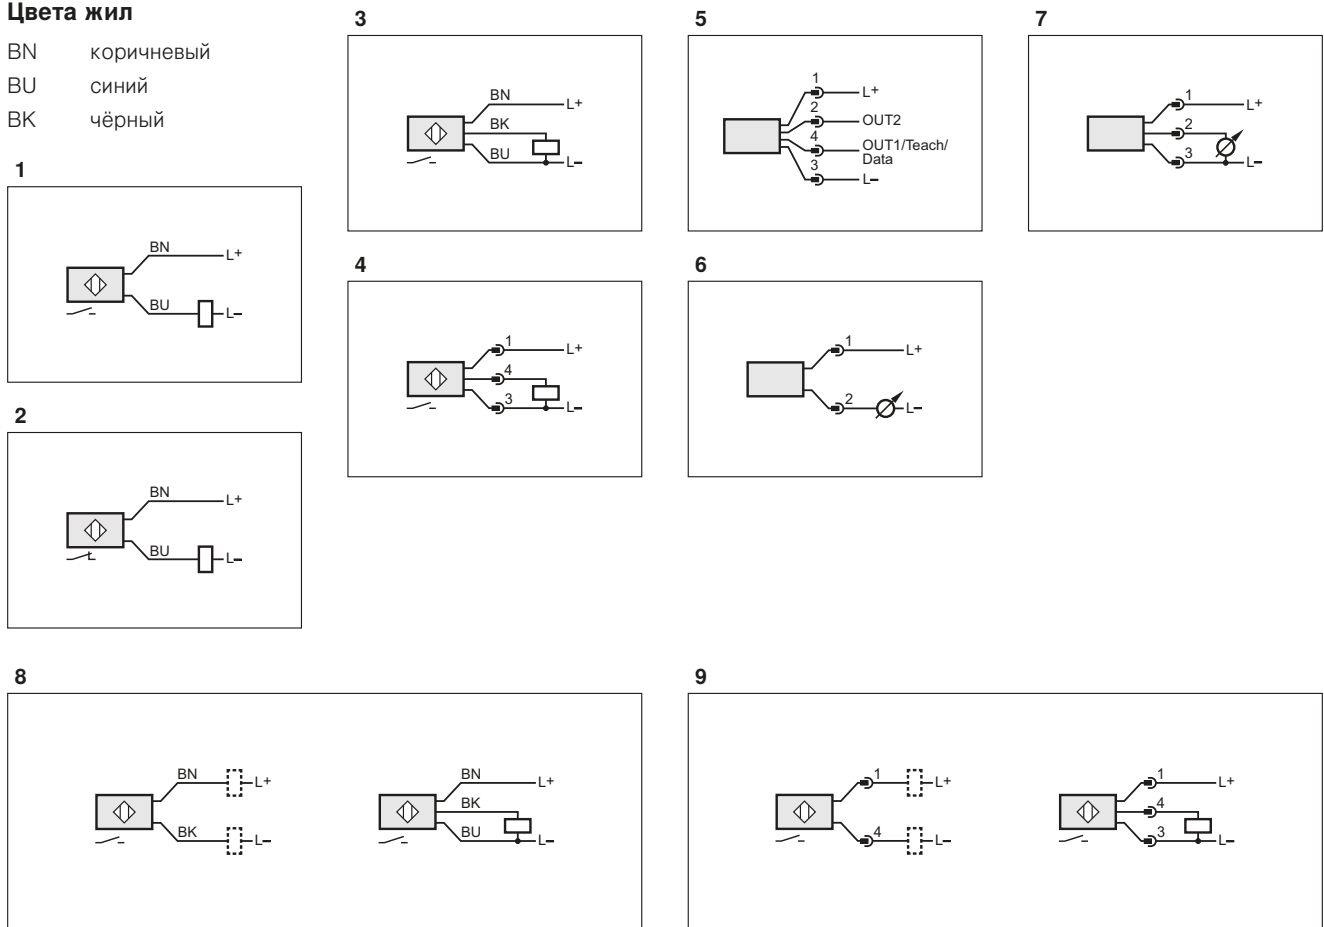 Цвета жил
BN коричневый
BU синий
BK чёрный
1
BN
L+
BU
L–
2
BN
L+
BU
L–
3
BN
L+
BK
BU
L–
4
1
L+
4
3
L–
5
1
L+
2
OUT2
4
OUT1/Teach/
Data
3
L–
6
1
L+
2
L–
7
1
L+
2
3
L–
8
BN
L+
BK
L–
BN
L+
BK
BU
L–
9
1
L+
4
L–
1
L+
4
3
L–